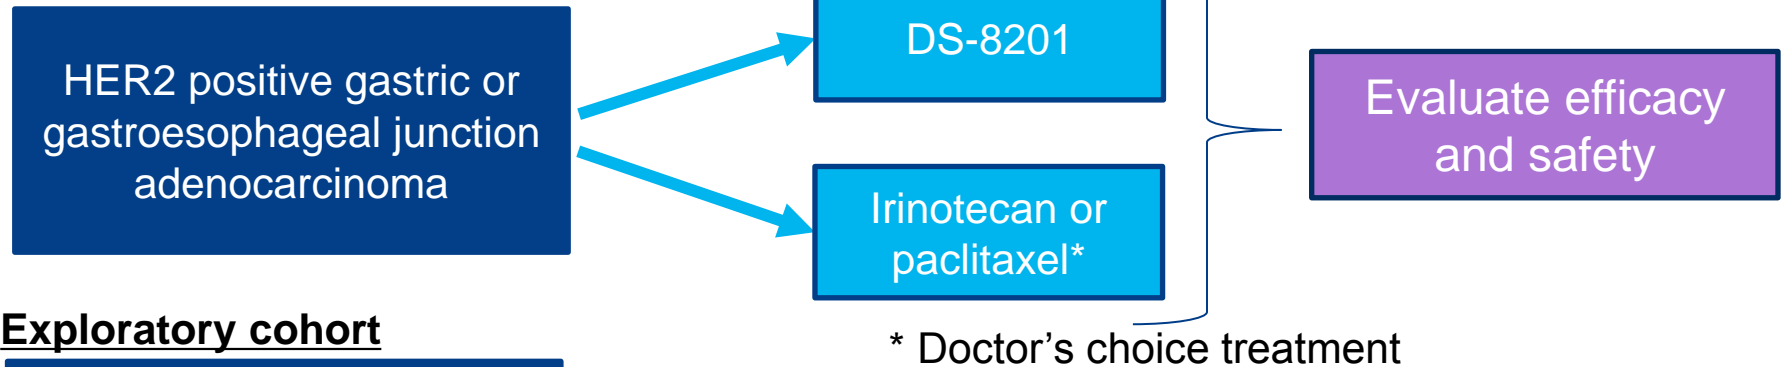 HER2 positive gastric or
gastroesophageal junction
adenocarcinoma
DS-8201
Irinotecan or
paclitaxel*
Evaluate efficacy
and safety
Exploratory cohort
* Doctor’s choice treatment